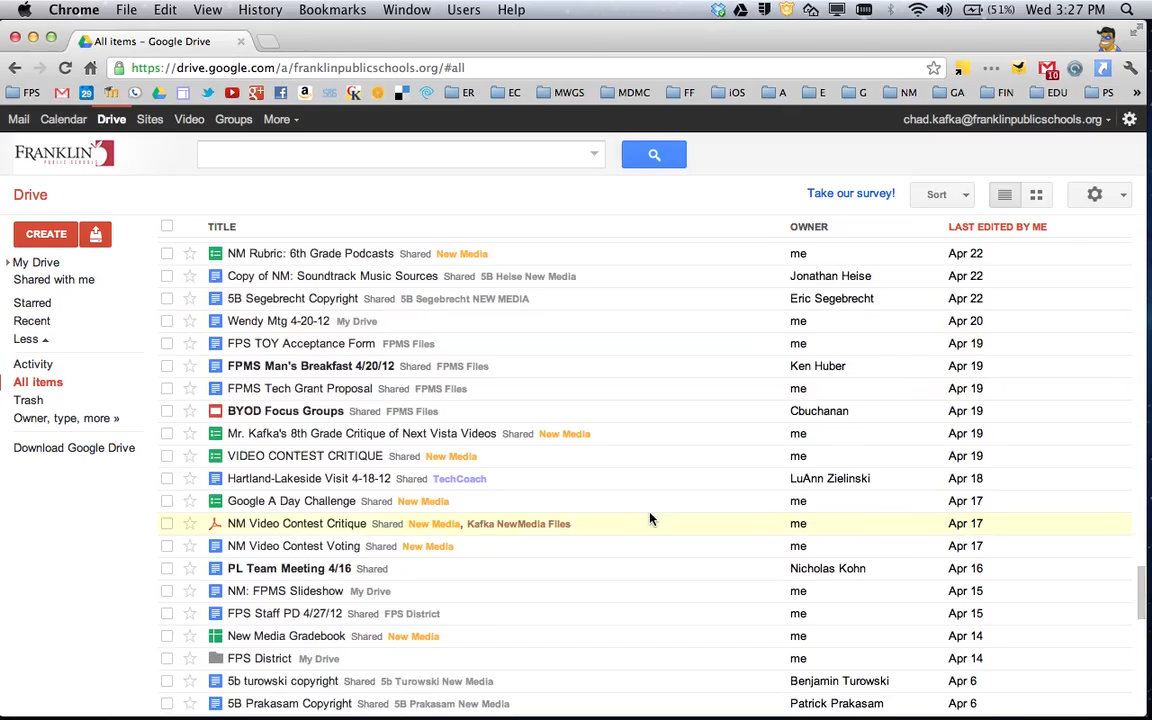 Chrome File Edit View History Bookmarks Window Users Help (51%) Wed 3:27 PM
All items – Google Drive
https://drive.google.com/a/franklinpublicschools.org/#all
FPS 29 ER EC MWGS MDMC FF iOS A E G NM GA FIN EDU PS »
Mail Calendar Drive Sites Video Groups More chad.kafka@franklinpublicschools.org
FRANKLIN
PUBLIC SCHOOLS
Drive Take our survey! Sort
CREATE
My Drive
Shared with me
Starred
Recent
Less
Activity
All items
Trash
Owner, type, more »
Download Google Drive
TITLE OWNER LAST EDITED BY ME
NM Rubric: 6th Grade Podcasts Shared New Media me Apr 22
Copy of NM: Soundtrack Music Sources Shared 5B Heise New Media Jonathan Heise Apr 22
5B Segebrecht Copyright Shared 5B Segebrecht NEW MEDIA Eric Segebrecht Apr 22
Wendy Mtg 4-20-12 My Drive me Apr 20
FPS TOY Acceptance Form FPMS Files me Apr 19
FPMS Man's Breakfast 4/20/12 Shared FPMS Files Ken Huber Apr 19
FPMS Tech Grant Proposal Shared FPMS Files me Apr 19
BYOD Focus Groups Shared FPMS Files Cbuchanan Apr 19
Mr. Kafka's 8th Grade Critique of Next Vista Videos Shared New Media me Apr 19
VIDEO CONTEST CRITIQUE Shared New Media me Apr 19
Hartland-Lakeside Visit 4-18-12 Shared TechCoach LuAnn Zielinski Apr 18
Google A Day Challenge Shared New Media me Apr 17
NM Video Contest Critique Shared New Media, Kafka NewMedia Files me Apr 17
NM Video Contest Voting Shared New Media me Apr 17
PL Team Meeting 4/16 Shared Nicholas Kohn Apr 16
NM: FPMS Slideshow My Drive me Apr 15
FPS Staff PD 4/27/12 Shared FPS District me Apr 15
New Media Gradebook Shared New Media me Apr 14
FPS District My Drive me Apr 14
5b turowski copyright Shared 5b Turowski New Media Benjamin Turowski Apr 6
5B Prakasam Copyright Shared 5B Prakasam New Media Patrick Prakasam Apr 6